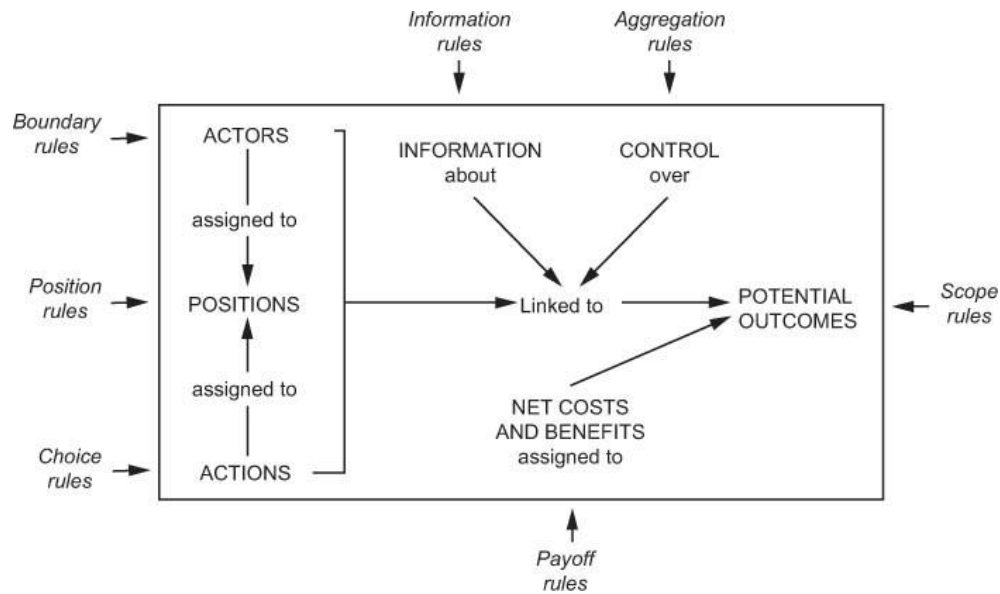 Information
rules
Aggregation
rules
Boundary
rules
ACTORS
INFORMATION
about
CONTROL
over
assigned to
Position
rules
POSITIONS
Linked to
POTENTIAL
OUTCOMES
Scope
rules
assigned to
NET COSTS
AND BENEFITS
assigned to
Choice
rules
ACTIONS
Payoff
rules